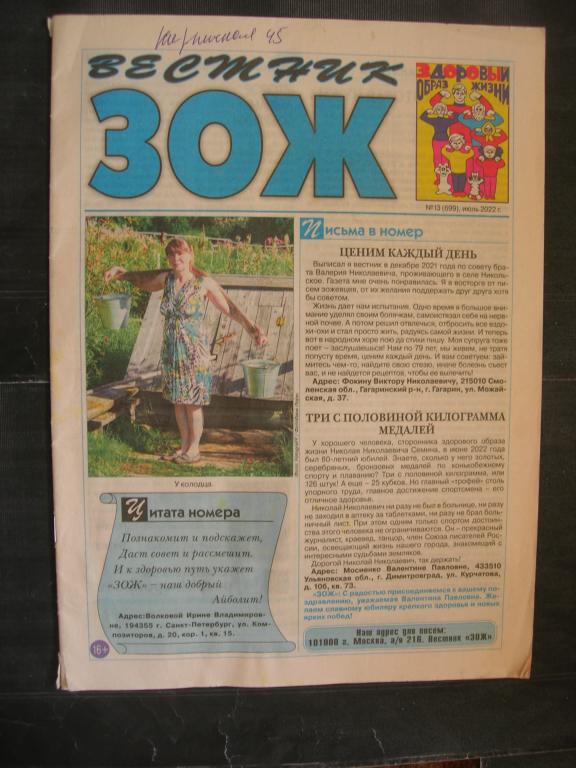 45
ВЕСТНИК
ЗОЖ
ЗДОРОВЫЙ
ОБРАЗ ЖИЗНИ
№13 (699), июль 2022 г.
У колодца.
Цитата номера
Познакомит и подскажет,
Даст совет и рассмешит.
И к здоровью путь укажет
«ЗОЖ» – наш добрый
Айболит!
Адрес: Волковой Ирине Владимиров-
не, 194355 г. Санкт-Петербург, ул. Ком-
позиторов, д. 20, кор. 1, кв. 15.
16+
Письма в номер
ЦЕНИМ КАЖДЫЙ ДЕНЬ
Выписал я вестник в декабре 2021 года по совету бра-
та Валерия Николаевича, проживающего в селе Николь-
ское. Газета мне очень понравилась. Я в восторге от пи-
сем зожевцев, от их желания поддержать друг друга хотя
бы советом.
Жизнь дает нам испытания. Одно время я большое вни-
мание уделял своим болячкам, самоистязал себя на нерв-
ной почве. А потом решил отвлечься, отбросить все вздо-
хи-охи и стал просто жить, радуя самой жизни. И теперь
вот в народном хоре пою да стихи пишу. Моя супруга тоже
поет – заслушаешься! Нам по 79 лет, мы живем, не тратя
попусту время, ценим каждый день. И вам советуем: зай-
митесь чем-то, найдите свою стезю, иначе болезнь съест
вас, и не найдется рецептов, чтобы ее вылечить!
Адрес: Фокину Виктору Николаевичу, 215010 Смо-
ленская обл., Гагаринский р-н, г. Гагарин, ул. Можай-
ская, д. 37.
ТРИ С ПОЛОВИНОЙ КИЛОГРАММА
МЕДАЛЕЙ
У хорошего человека, сторонника здорового образа
жизни Николая Николаевича Семина, в июне 2022 года
был 60-летний юбилей. Знаете, сколько у него золотых,
серебряных, бронзовых медалей по конькобежному
спорту и плаванию? Три с половиной килограмма, или
126 штук! А еще – 25 кубков. Но главный «трофей» столь
упорного труда, главное достижение спортсмена – его
отличное здоровье.
Николай Николаевич ни разу не был в больнице, ни разу
не заходил в аптеку за таблетками, ни разу не брал боль-
ничный лист. При этом одним только спортом достоин-
ства этого человека не ограничиваются. Он – прекрасный
журналист, краевед, танцор, член Союза писателей Рос-
сии, освещающий жизнь нашего города, знакомящий с
интересными судьбами земляков.
Дорогой Николай Николаевич, так держать!
Адрес: Мосиенко Валентине Павловне, 433510
Ульяновская обл., г. Димитровград, ул. Курчатова,
д. 10б, кв. 73.
«ЗОЖ»: С радостью присоединяемся к вашему по-
здравлению, уважаемая Валентина Павловна. Же-
лаем славному юбиляру крепкого здоровья и новых
ярких побед!
Наш адрес для писем:
101000 г. Москва, а/я 216. Вестник «ЗОЖ»